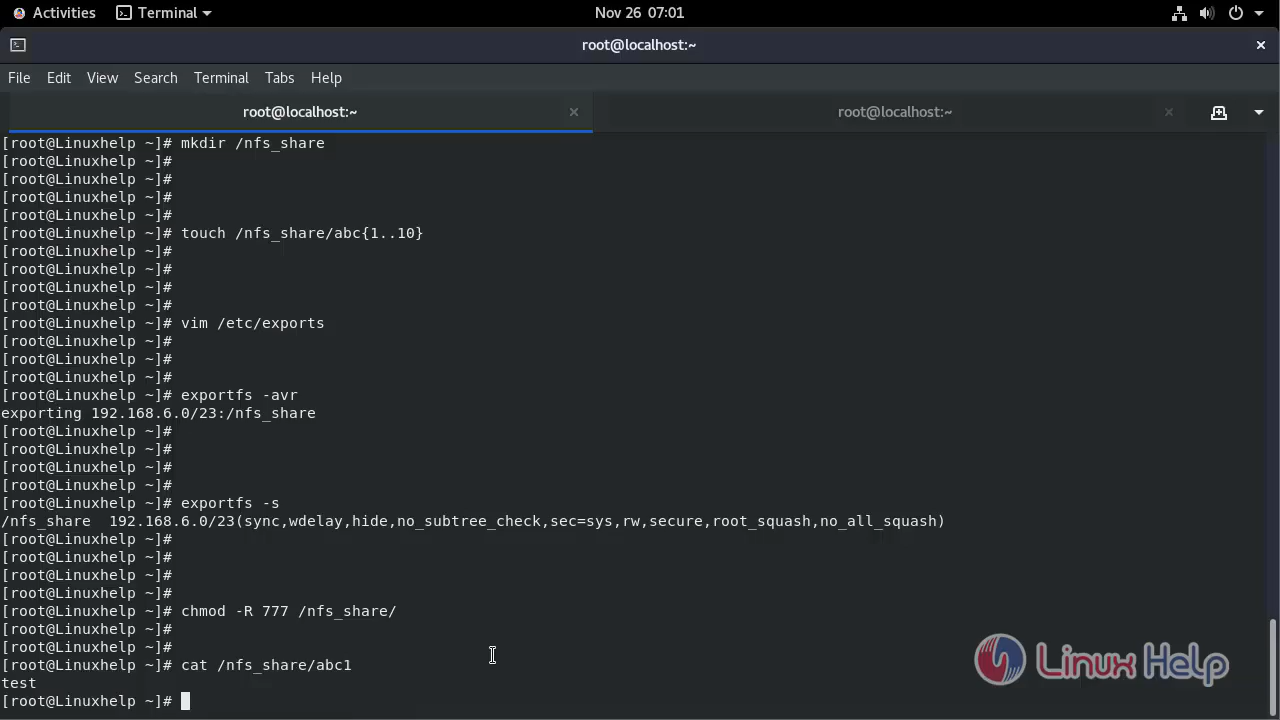 Activities Terminal Nov 26 07:01
root@localhost:~ ×
File Edit View Search Terminal Tabs Help
root@localhost:~ × root@localhost:~ ×
[root@Linuxhelp ~]# mkdir /nfs_share
[root@Linuxhelp ~]#
[root@Linuxhelp ~]#
[root@Linuxhelp ~]#
[root@Linuxhelp ~]#
[root@Linuxhelp ~]# touch /nfs_share/abc{1..10}
[root@Linuxhelp ~]#
[root@Linuxhelp ~]#
[root@Linuxhelp ~]#
[root@Linuxhelp ~]#
[root@Linuxhelp ~]# vim /etc/exports
[root@Linuxhelp ~]#
[root@Linuxhelp ~]#
[root@Linuxhelp ~]#
[root@Linuxhelp ~]# exportfs -avr
exporting 192.168.6.0/23:/nfs_share
[root@Linuxhelp ~]#
[root@Linuxhelp ~]#
[root@Linuxhelp ~]#
[root@Linuxhelp ~]#
[root@Linuxhelp ~]# exportfs -s
/nfs_share  192.168.6.0/23(sync,wdelay,hide,no_subtree_check,sec=sys,rw,secure,root_squash,no_all_squash)
[root@Linuxhelp ~]#
[root@Linuxhelp ~]#
[root@Linuxhelp ~]#
[root@Linuxhelp ~]#
[root@Linuxhelp ~]# chmod -R 777 /nfs_share/
[root@Linuxhelp ~]#
[root@Linuxhelp ~]#
[root@Linuxhelp ~]# cat /nfs_share/abc1
test
[root@Linuxhelp ~]#
Linux Help